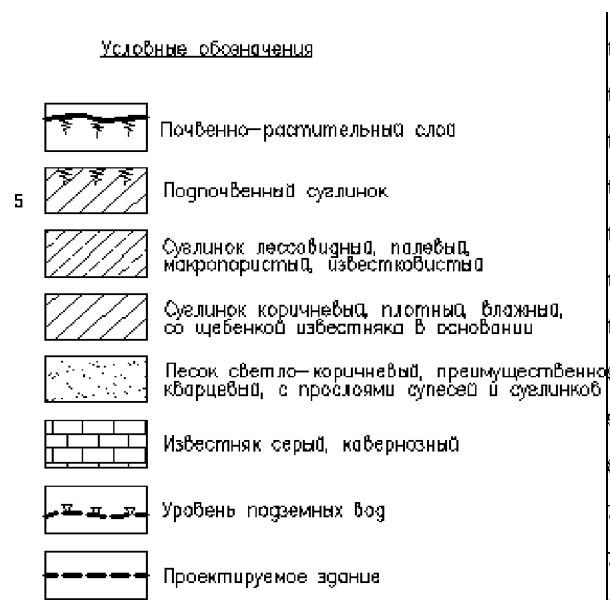 Условные обозначения
Почвенно-растительный слой
5
Подпочвенный суглинок
Суглинок лессовидный, палевый,
макропористый, известковистый
Суглинок коричневый, плотный, влажный,
со щебенкой известняка в основании
Песок светло-коричневый, преимущественно
кварцевый, с прослоями супесей и суглинков
Известняк серый, кавернозный
Уровень подземных вод
Проектируемое здание